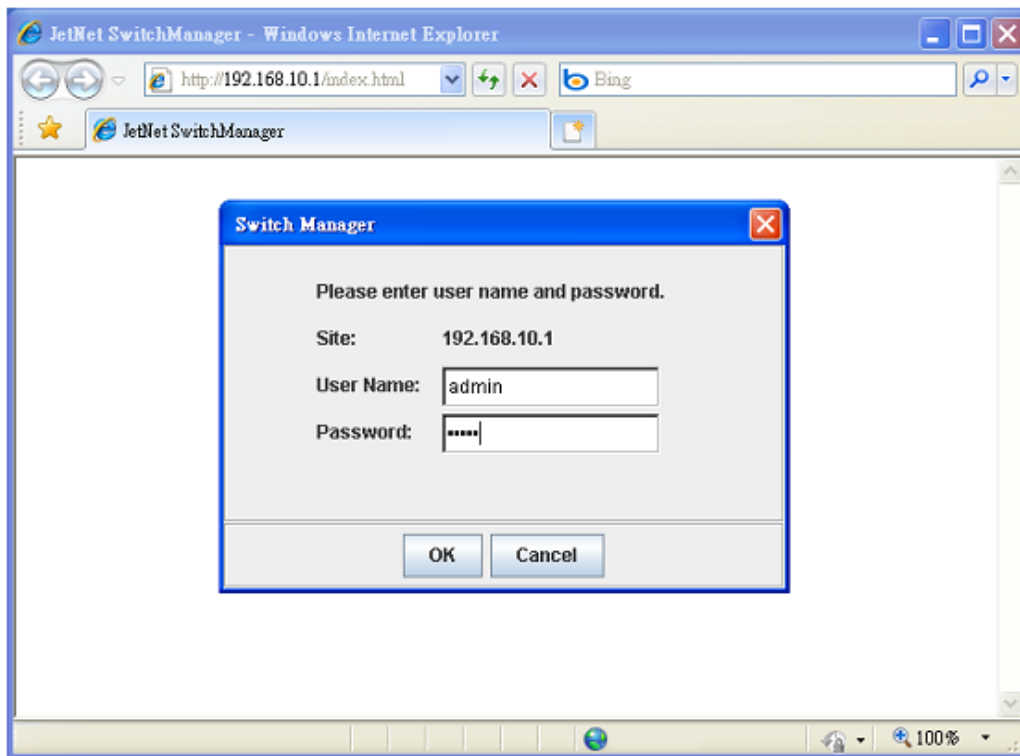 JetNet SwitchManager - Windows Internet Explorer
http://192.168.10.1/index.html
Bing
JetNet SwitchManager
Switch Manager
Please enter user name and password.
Site: 192.168.10.1
User Name: admin
Password: •••••
OK Cancel
100%